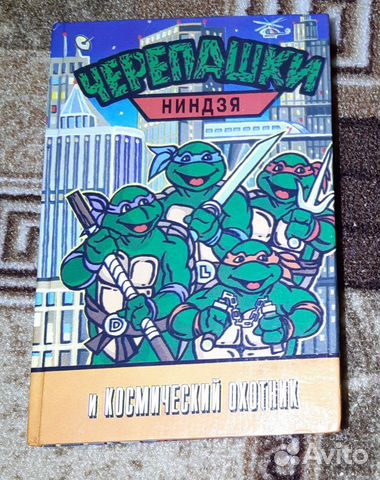 ЧЕРЕПАШКИ
НИНДЗЯ
L
D
и КОСМИЧЕСКИЙ ОХОТНИК
Avito